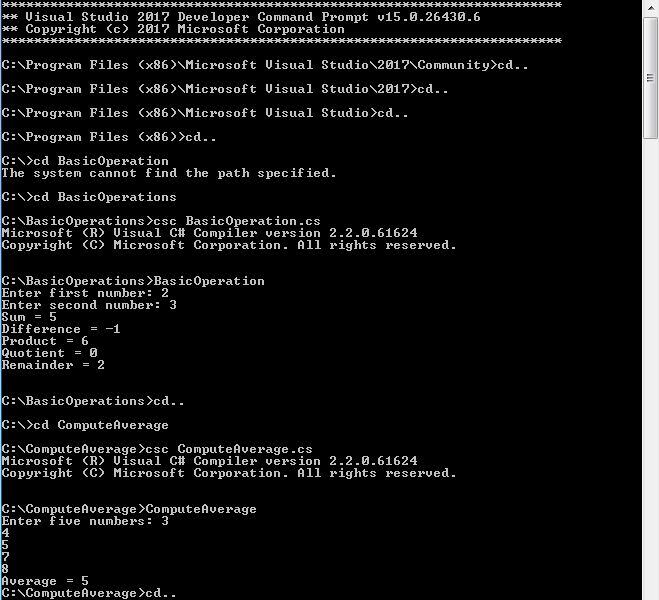 **********************************************************************
** Visual Studio 2017 Developer Command Prompt v15.0.26430.6
** Copyright (c) 2017 Microsoft Corporation
**********************************************************************
C:\Program Files (x86)\Microsoft Visual Studio\2017\Community>cd..
C:\Program Files (x86)\Microsoft Visual Studio\2017>cd..
C:\Program Files (x86)\Microsoft Visual Studio>cd..
C:\Program Files (x86)>cd..
C:\>cd BasicOperation
The system cannot find the path specified.
C:\>cd BasicOperations
C:\BasicOperations>csc BasicOperation.cs
Microsoft (R) Visual C# Compiler version 2.2.0.61624
Copyright (C) Microsoft Corporation. All rights reserved.
C:\BasicOperations>BasicOperation
Enter first number: 2
Enter second number: 3
Sum = 5
Difference = -1
Product = 6
Quotient = 0
Remainder = 2
C:\BasicOperations>cd..
C:\>cd ComputeAverage
C:\ComputeAverage>csc ComputeAverage.cs
Microsoft (R) Visual C# Compiler version 2.2.0.61624
Copyright (C) Microsoft Corporation. All rights reserved.
C:\ComputeAverage>ComputeAverage
Enter five numbers: 3
4
5
7
8
Average = 5
C:\ComputeAverage>cd..